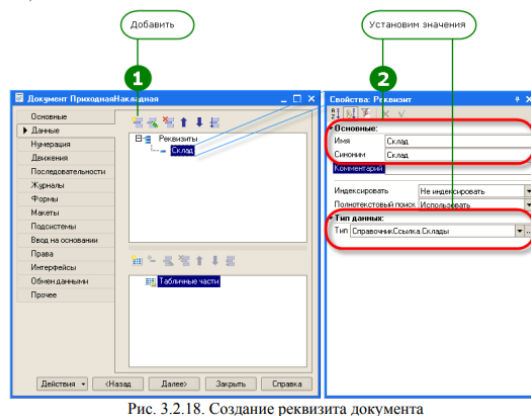 Добавить
Установим значения
1
2
Документ ПриходнаяНакладная
Основные
Данные
Нумерация
Движения
Последовательности
Журналы
Формы
Макеты
Подсистемы
Ввод на основании
Права
Интерфейсы
Обмен данными
Прочее
Реквизиты
Склад
Табличные части
Действия
<Назад
Далее>
Закрыть
Справка
Свойства: Реквизит
Основные:
Имя Склад
Синоним Склад
Комментарий
Индексировать Не индексировать
Полнотекстовый поиск Использовать
Тип данных:
Тип СправочникСсылка.Склады
Рис. 3.2.18. Создание реквизита документа